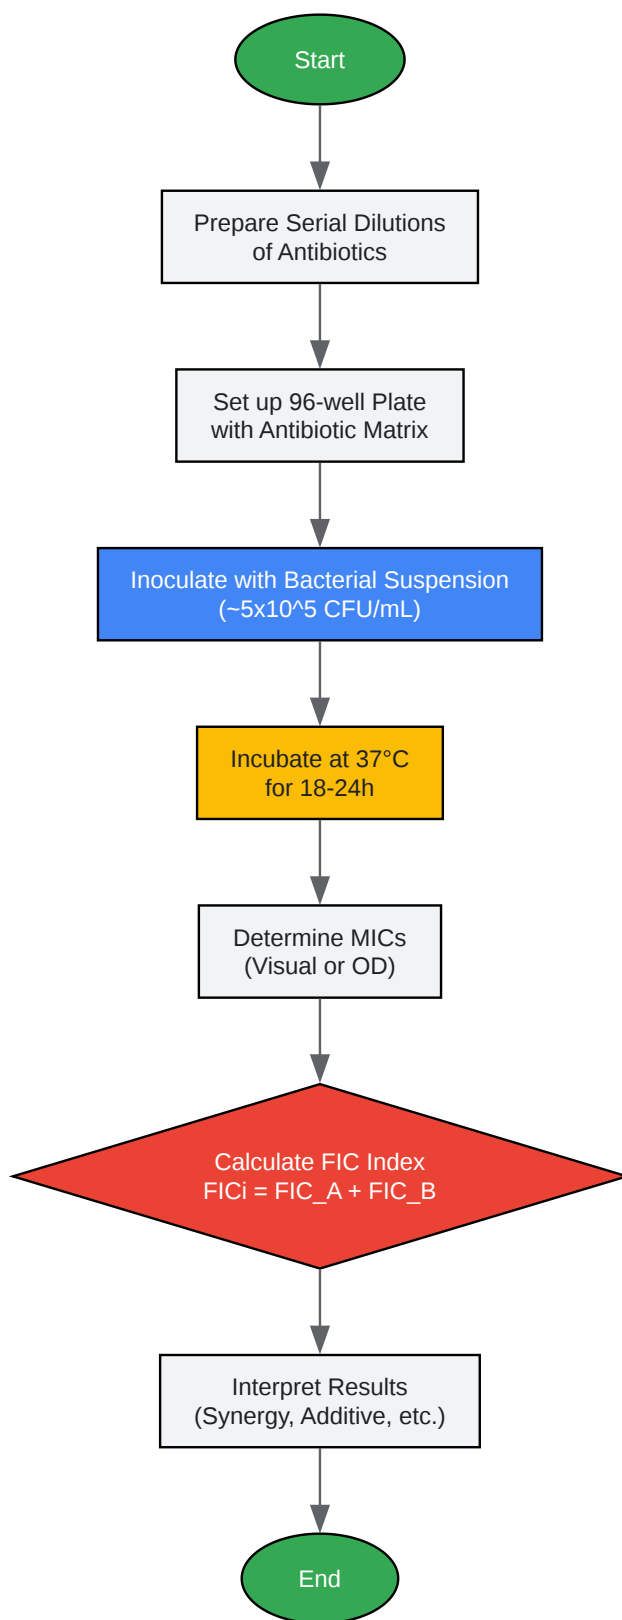 Start
Prepare Serial Dilutions
of Antibiotics
Set up 96-well Plate
with Antibiotic Matrix
Inoculate with Bacterial Suspension
(~5x10^5 CFU/mL)
Incubate at 37°C
for 18-24h
Determine MICs
(Visual or OD)
Calculate FIC Index
FICi = FIC_A + FIC_B
Interpret Results
(Synergy, Additive, etc.)
End